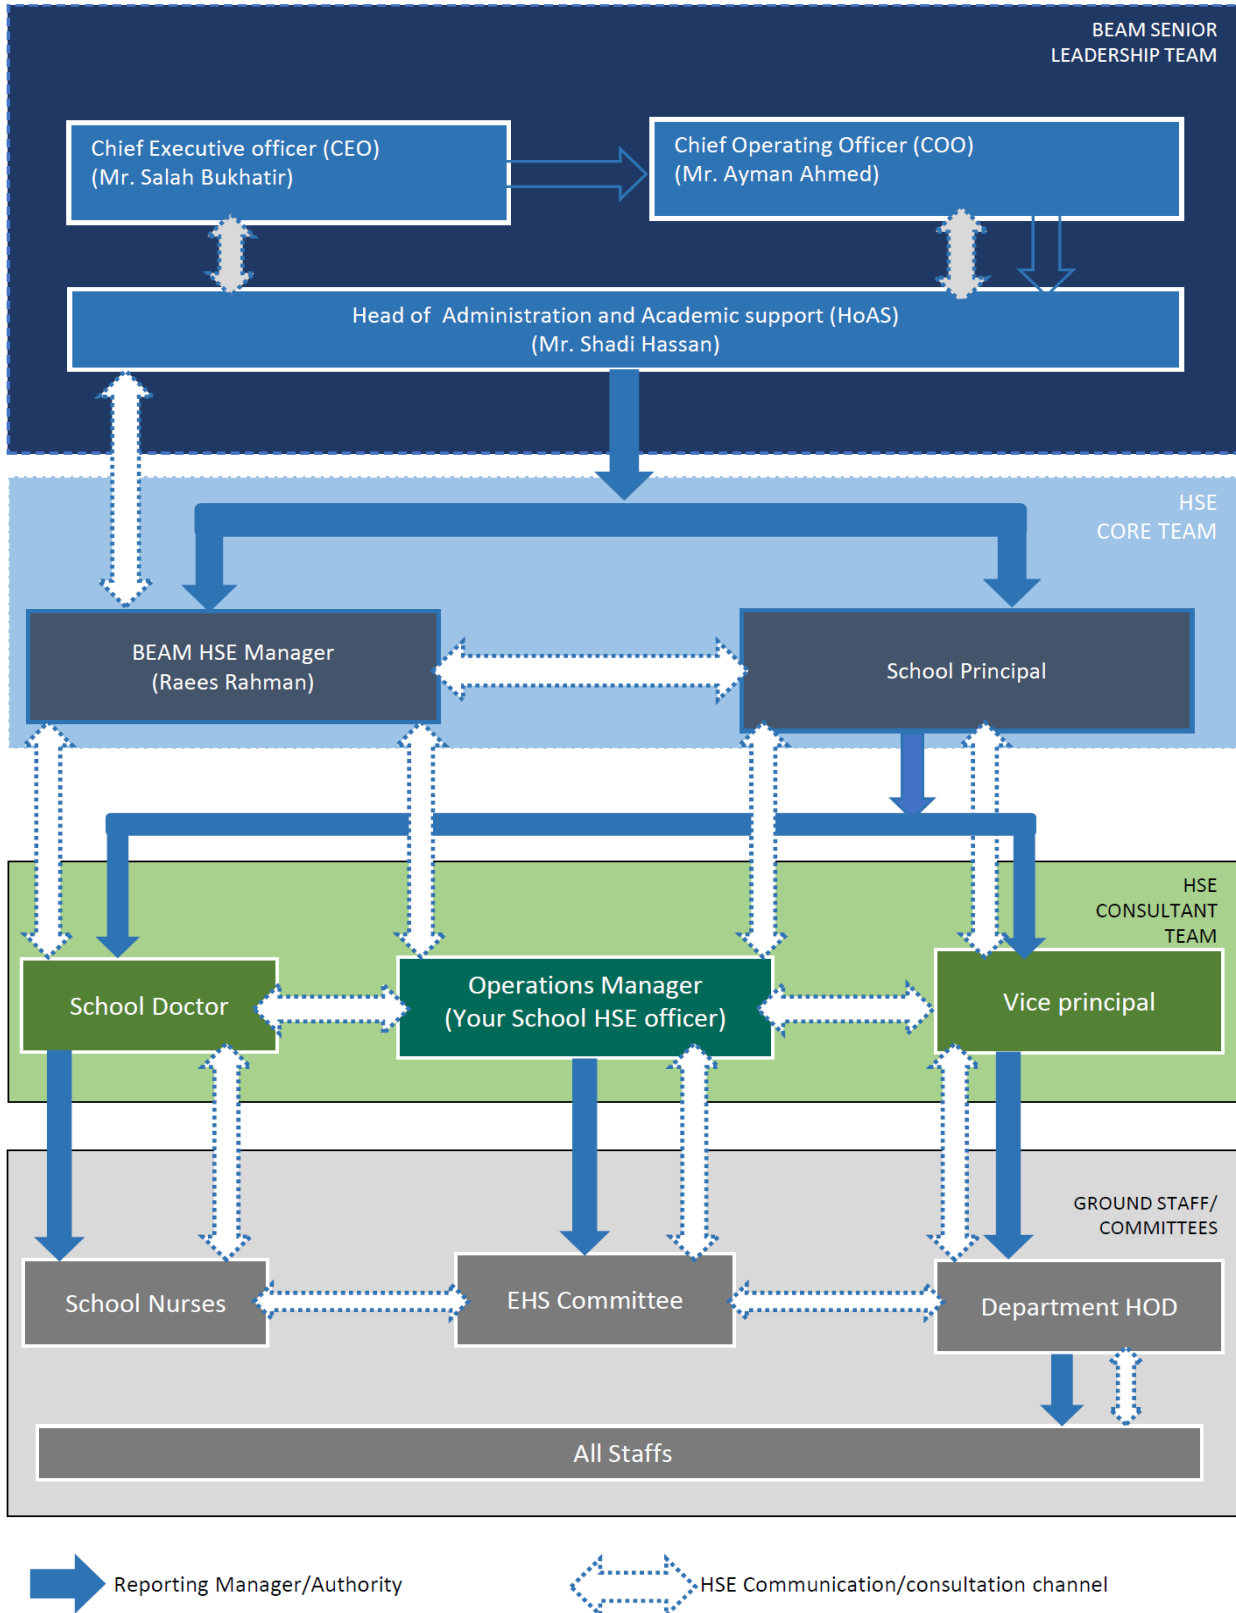 BEAM SENIOR
LEADERSHIP TEAM
Chief Executive officer (CEO)
(Mr. Salah Bukhatir)
Chief Operating Officer (COO)
(Mr. Ayman Ahmed)
Head of Administration and Academic support (HoAS)
(Mr. Shadi Hassan)
HSE
CORE TEAM
BEAM HSE Manager
(Raees Rahman)
School Principal
HSE
CONSULTANT
TEAM
School Doctor
Operations Manager
(Your School HSE officer)
Vice principal
GROUND STAFF/
COMMITTEES
School Nurses
EHS Committee
Department HOD
All Staffs
Reporting Manager/Authority
HSE Communication/consultation channel